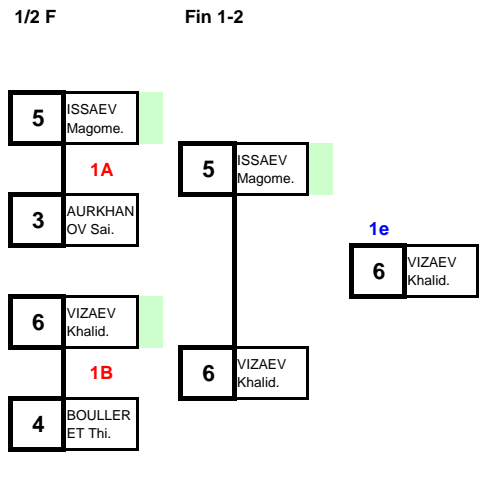 1/2 F
Fin 1-2
5
ISSAEV
Magome.
1A
5
ISSAEV
Magome.
3
AURKHAN
OV Sai.
1e
6
VIZAEV
Khalid.
6
VIZAEV
Khalid.
1B
6
VIZAEV
Khalid.
4
BOULLER
ET Thi.